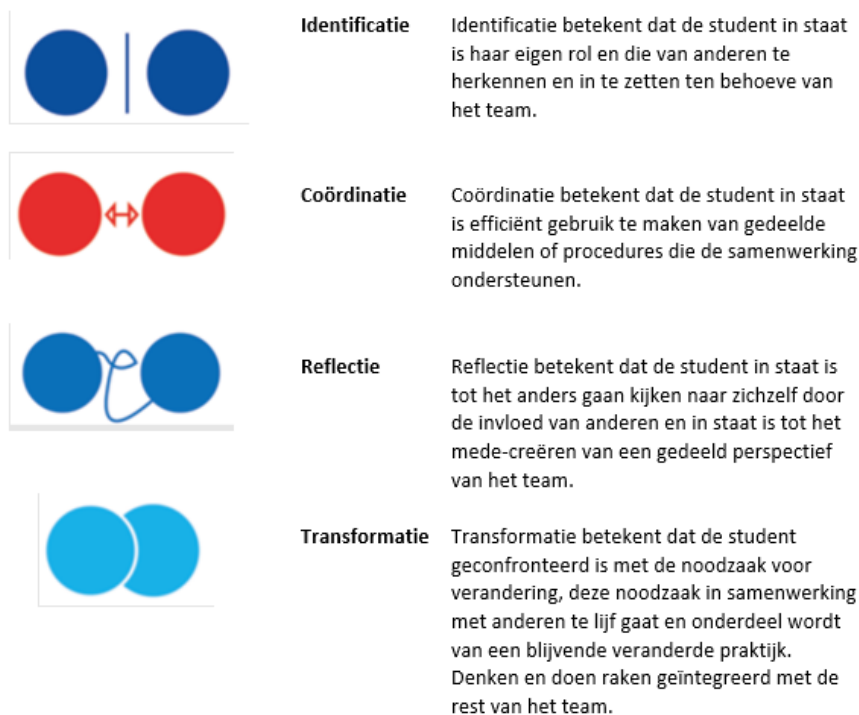 Identificatie Identificatie betekent dat de student in staat
is haar eigen rol en die van anderen te
herkennen en in te zetten ten behoeve van
het team.
Coördinatie Coördinatie betekent dat de student in staat
is efficiënt gebruik te maken van gedeelde
middelen of procedures die de samenwerking
ondersteunen.
Reflectie Reflectie betekent dat de student in staat is
tot het anders gaan kijken naar zichzelf door
de invloed van anderen en in staat is tot het
mede-creëren van een gedeeld perspectief
van het team.
Transformatie Transformatie betekent dat de student
geconfronteerd is met de noodzaak voor
verandering, deze noodzaak in samenwerking
met anderen te lijf gaat en onderdeel wordt
van een blijvende veranderde praktijk.
Denken en doen raken geïntegreerd met de
rest van het team.